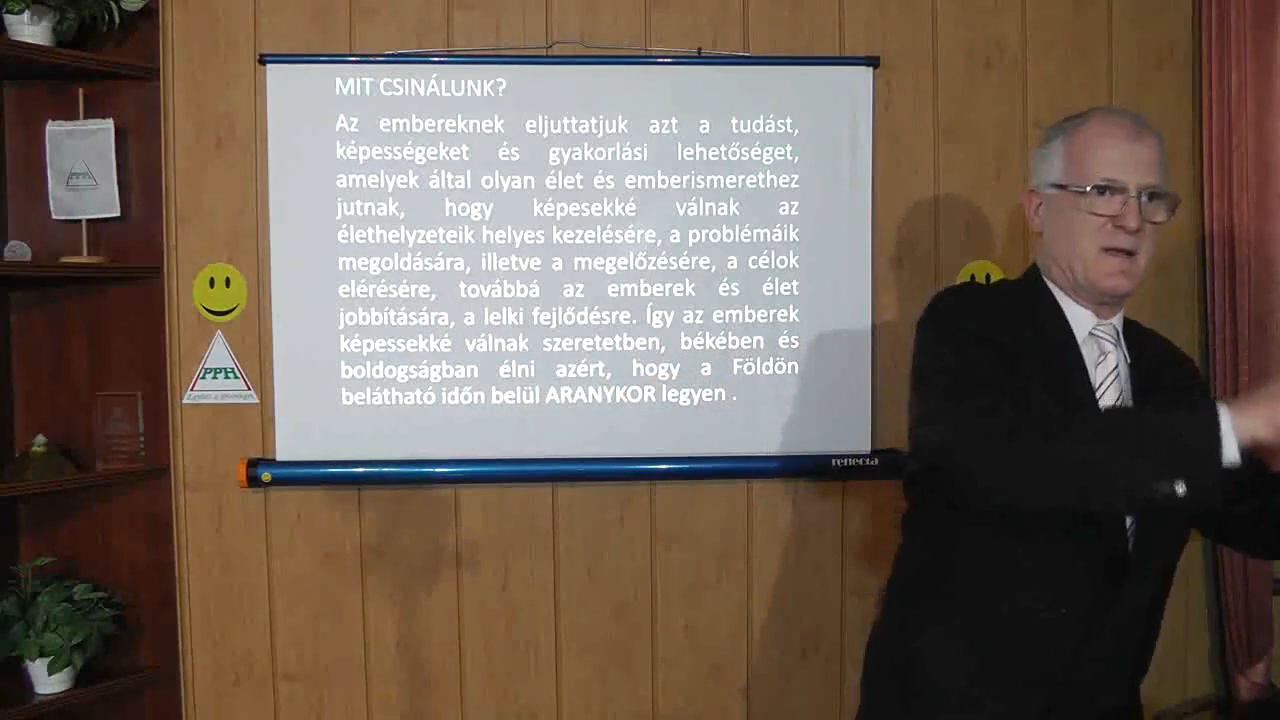 MIT CSINÁLUNK?
Az embereknek eljuttatjuk azt a tudást,
képességeket és gyakorlási lehetőséget,
amelyek által olyan élet és emberismerethez
jutnak, hogy képesekké válnak az
élethelyzeteik helyes kezelésére, a problémáik
megoldására, illetve a megelőzésére, a célok
elérésére, továbbá az emberek és élet
jobbítására, a lelki fejlődésre. Így az emberek
képessekké válnak szeretetben, békében és
boldogságban élni azért, hogy a Földön
belátható időn belül ARANYKOR legyen .
reflecta
PPH
PPH